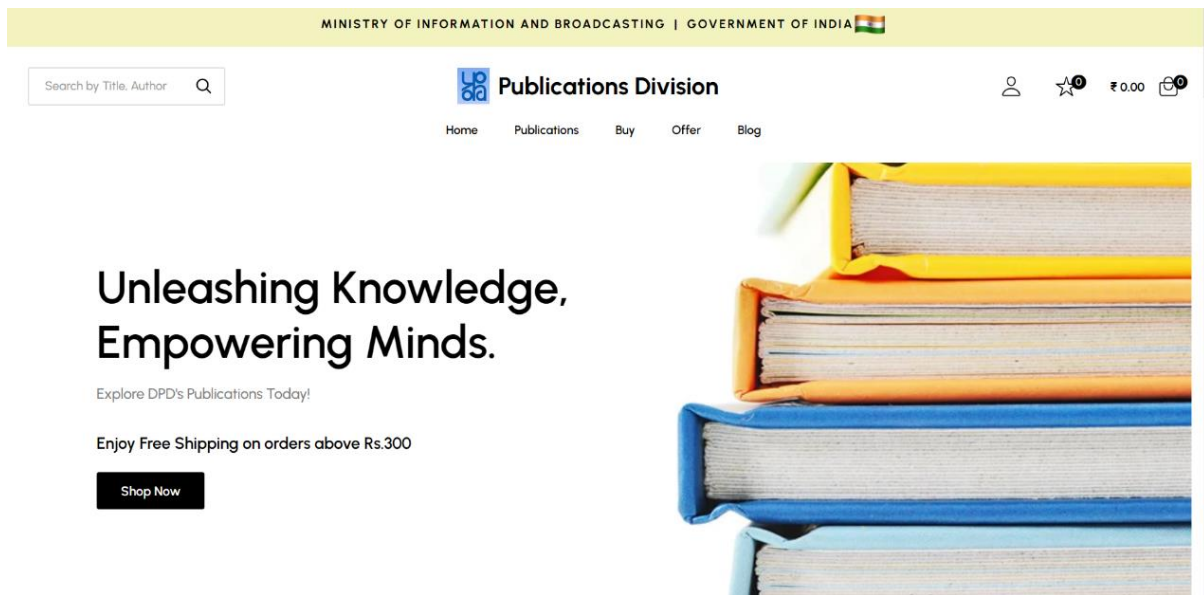 MINISTRY OF INFORMATION AND BROADCASTING | GOVERNMENT OF INDIA
Search by Title, Author
Publications Division
0
₹ 0.00
0
Home Publications Buy Offer Blog
Unleashing Knowledge,
Empowering Minds.
Explore DPD's Publications Today!
Enjoy Free Shipping on orders above Rs.300
Shop Now